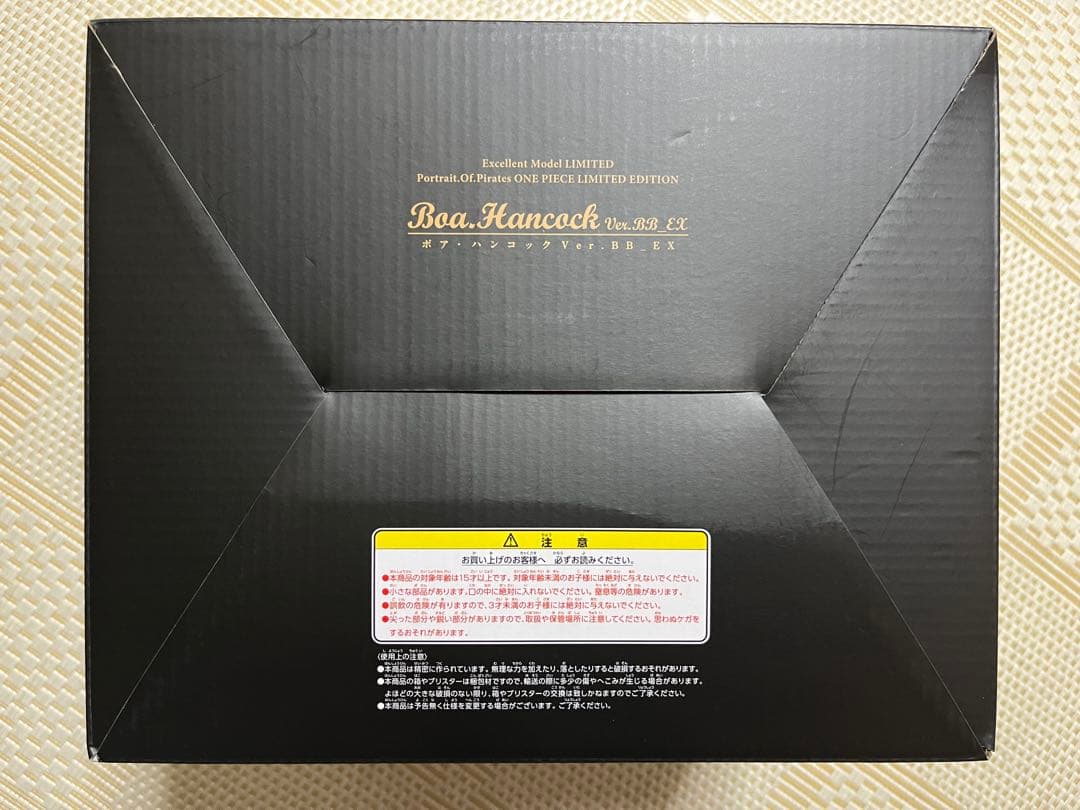 Excellent Model LIMITED
Portrait.Of.Pirates ONE PIECE LIMITED EDITION
Boa.Hancock Ver.BB_EX
ボア・ハンコックVer.BB_EX
注意
お買い上げのお客様へ 必ずお読みください。
●本商品の対象年齢は15才以上です。対象年齢未満のお子様には絶対に与えないでください。
●小さな部品があります。口の中に絶対に入れないでください。窒息等の危険があります。
●誤飲の危険が有りますので、3才未満のお子様には絶対に与えないでください。
●尖った部分や鋭い部分がありますので、取扱や保管場所に注意してください。思わぬケガを
するおそれがあります。
〈使用上の注意〉
●本商品は精密に作られています。無理な力を加えたり、落としたりすると破損するおそれがあります。
●本商品の箱やブリスターは梱包材ですので、輸送の際に多少の傷やへこみが生じる場合があります。
よほどの大きな破損のない限り、箱やブリスターの交換は致しかねますのでご了承ください。
●本商品は予告無く仕様を変更する場合がございます。ご了承ください。